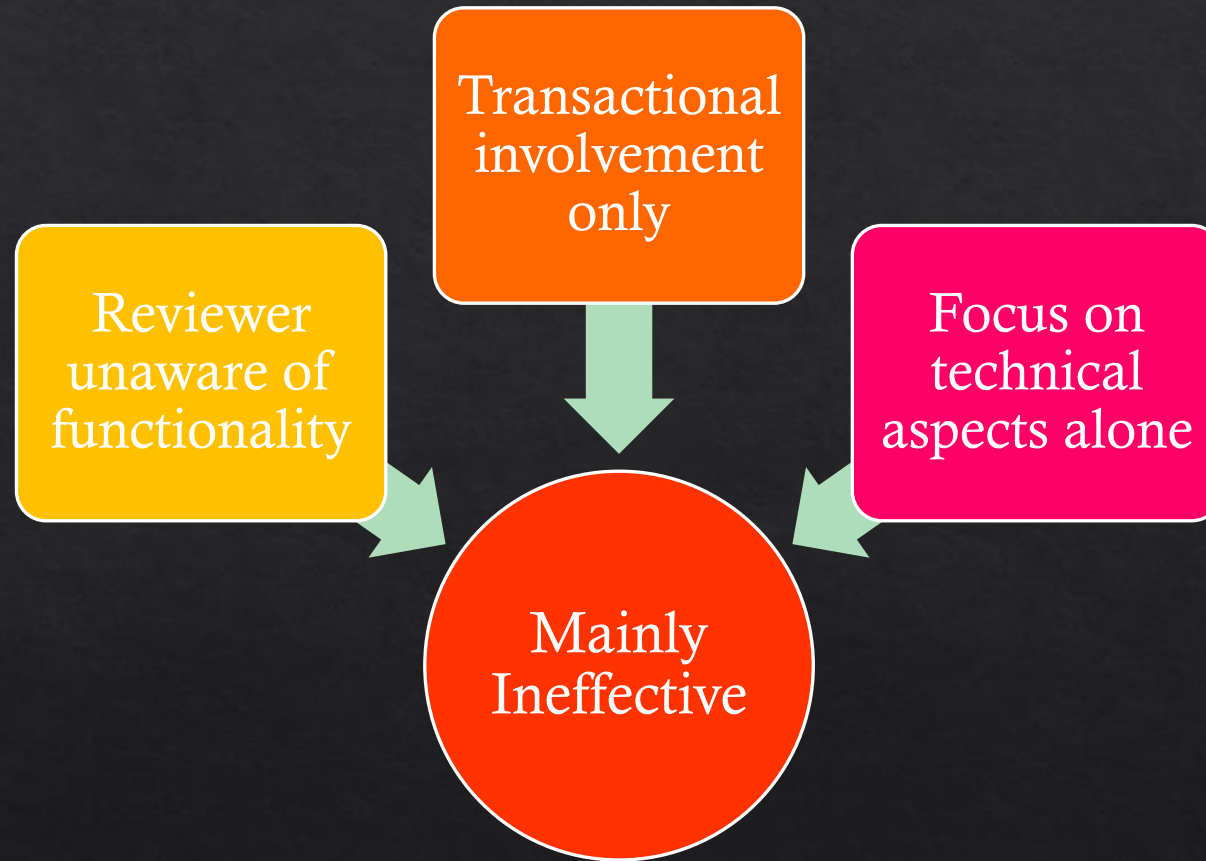 Transactional
involvement
only
Reviewer
unaware of
functionality
Focus on
technical
aspects alone
Mainly
Ineffective